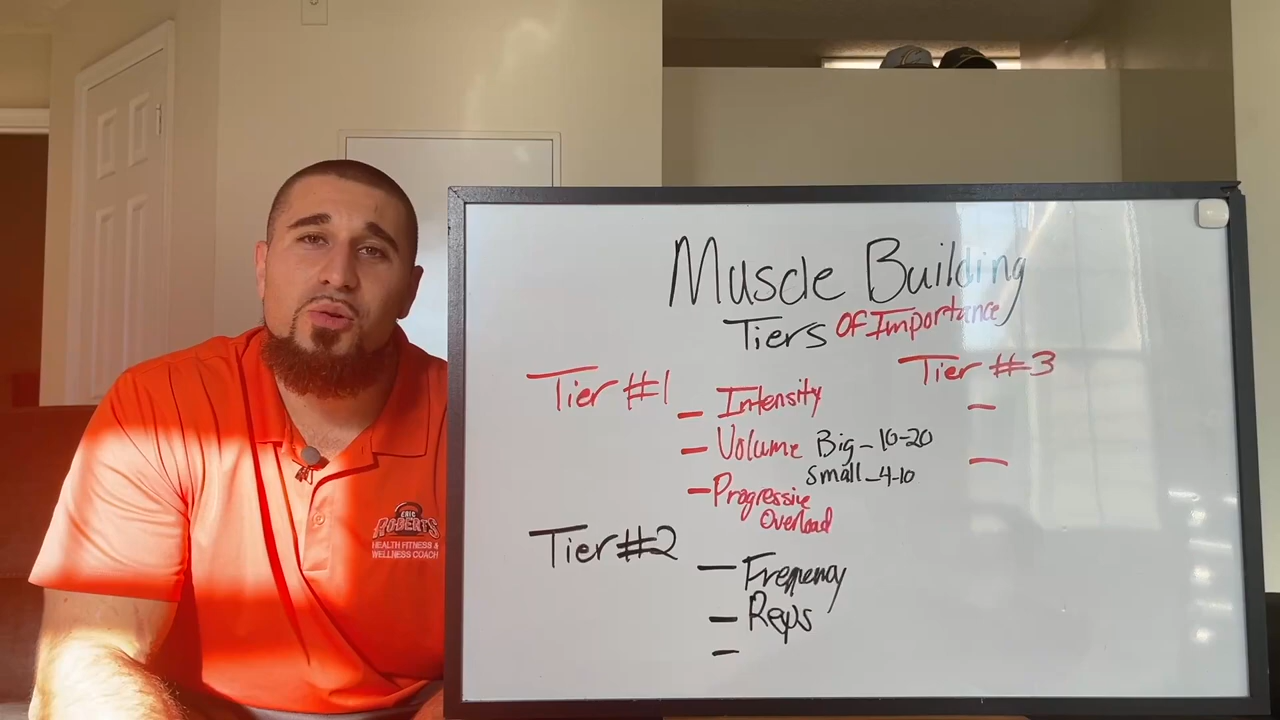 Muscle Building
Tiers Of Importance
Tier #1
– Intensity
– Volume Big – 10-20
Small – 4-10
– Progressive
Overload
Tier #2
– Frequency
– Reps
–
Tier #3
–
–
ERIC
ROBERTS
HEALTH FITNESS &
WELLNESS COACH